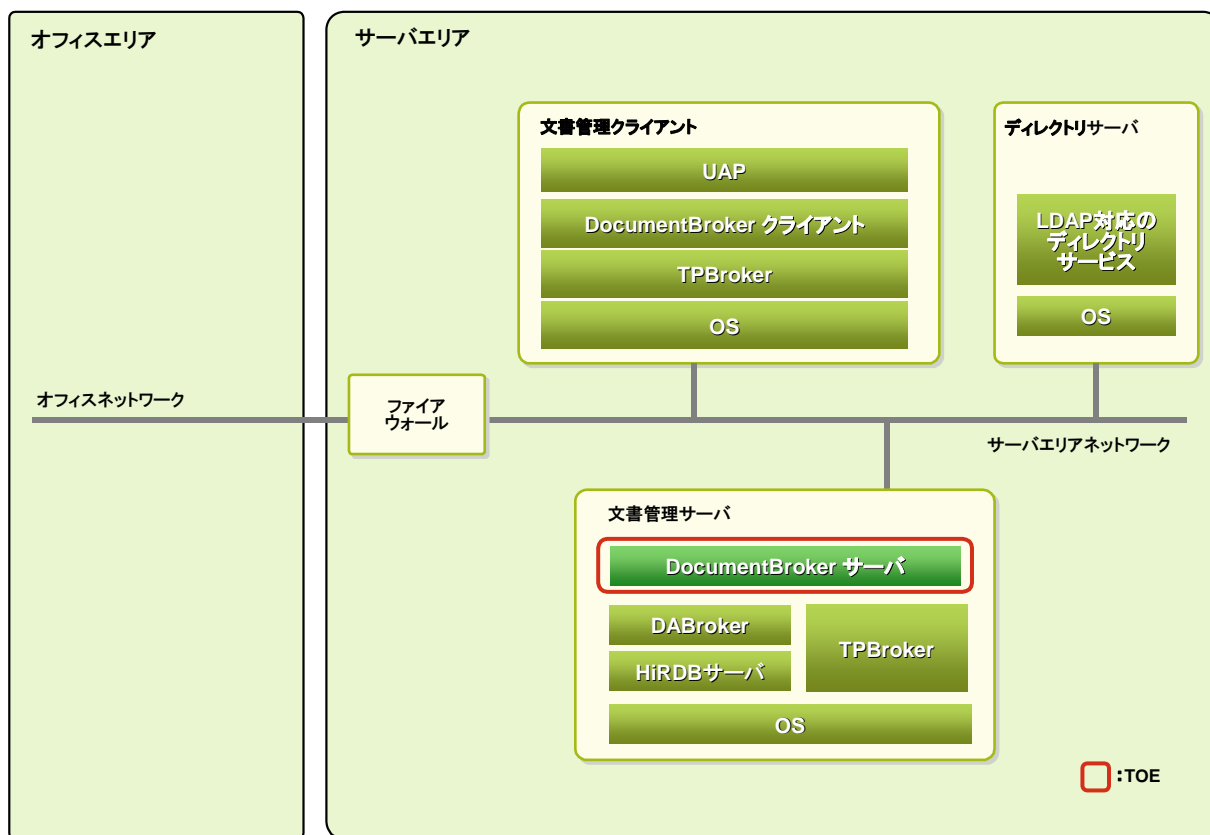 オフィスエリア
サーバエリア
文書管理クライアント
UAP
DocumentBroker クライアント
TPBroker
OS
ディレクトリサーバ
LDAP対応の
ディレクトリ
サービス
OS
オフィスネットワーク
ファイア
ウォール
サーバエリアネットワーク
文書管理サーバ
DocumentBroker サーバ
DABroker
HiRDBサーバ
TPBroker
OS
:TOE